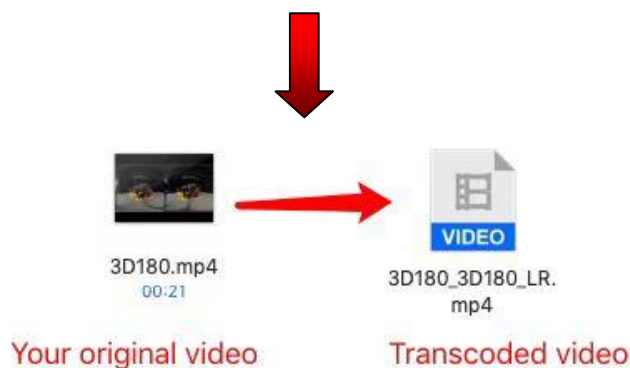 VIDEO
3D180.mp4
00:21
3D180_3D180_LR.
mp4
Your original video
Transcoded video